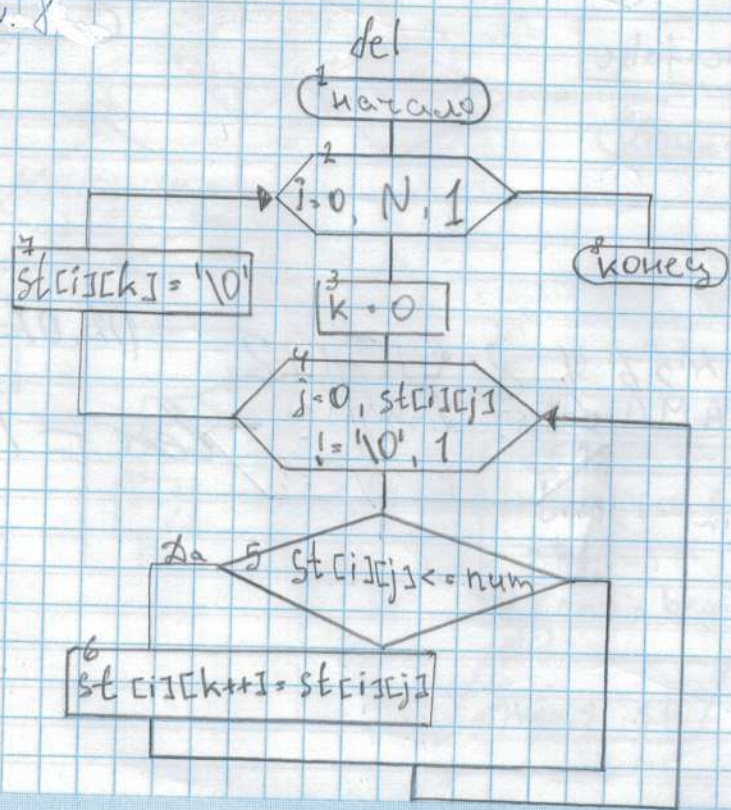 del
1
начало
2
i=0, N, 1
7
st[i][k] = '\0'
8
конец
3
k = 0
4
j=0, st[i][j]
!= '\0', 1
Да
5
st[i][j] <= num
6
st[i][k++] = st[i][j]